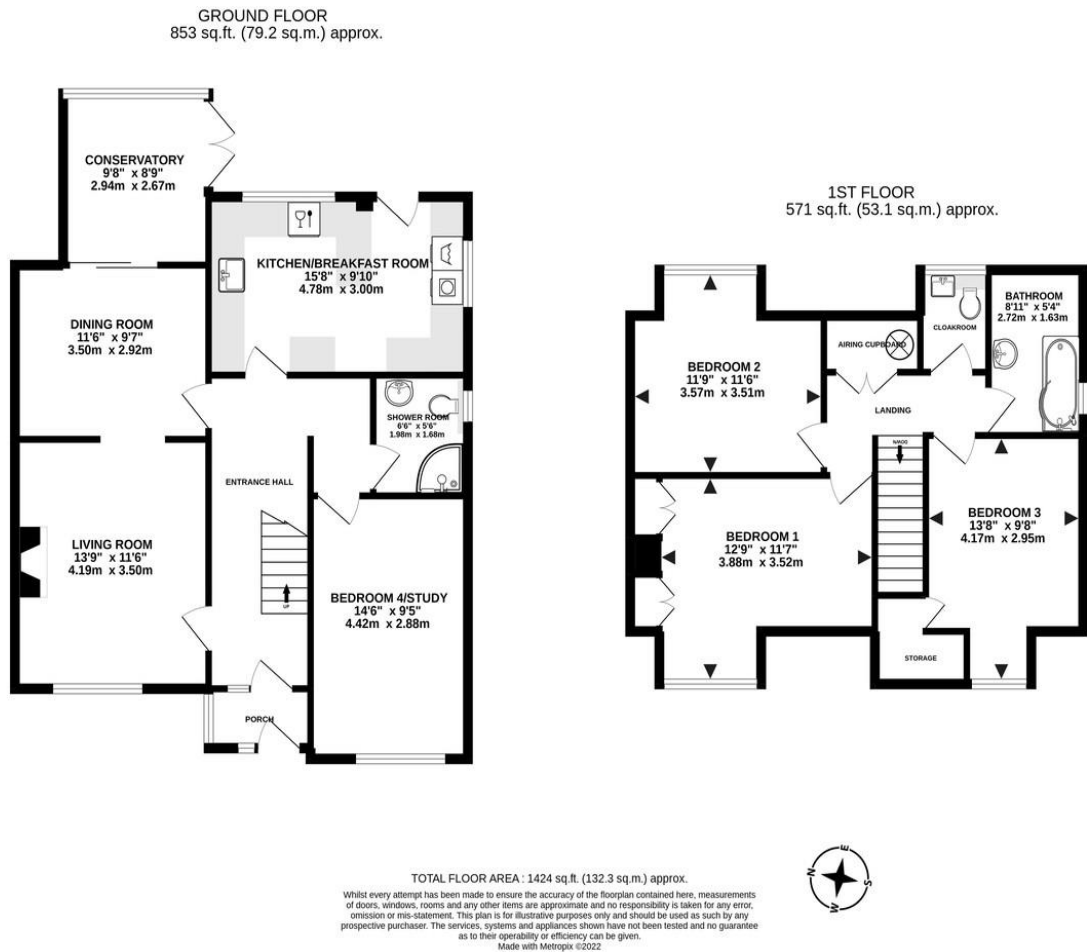 GROUND FLOOR
853 sq.ft. (79.2 sq.m.) approx.
CONSERVATORY
9'8" x 8'9"
2.94m x 2.67m
KITCHEN/BREAKFAST ROOM
15'8" x 9'10"
4.78m x 3.00m
DINING ROOM
11'6" x 9'7"
3.50m x 2.92m
SHOWER ROOM
6'6" x 5'6"
1.98m x 1.68m
ENTRANCE HALL
LIVING ROOM
13'9" x 11'6"
4.19m x 3.50m
UP
BEDROOM 4/STUDY
14'6" x 9'5"
4.42m x 2.88m
PORCH
1ST FLOOR
571 sq.ft. (53.1 sq.m.) approx.
BATHROOM
8'11" x 5'4"
2.72m x 1.63m
CLOAKROOM
AIRING CUPBOARD
BEDROOM 2
11'9" x 11'6"
3.57m x 3.51m
LANDING
DOWN
BEDROOM 1
12'9" x 11'7"
3.88m x 3.52m
BEDROOM 3
13'8" x 9'8"
4.17m x 2.95m
STORAGE
N
E
S
W
TOTAL FLOOR AREA : 1424 sq.ft. (132.3 sq.m.) approx.
Whilst every attempt has been made to ensure the accuracy of the floorplan contained here, measurements
of doors, windows, rooms and any other items are approximate and no responsibility is taken for any error,
omission or mis-statement. This plan is for illustrative purposes only and should be used as such by any
prospective purchaser. The services, systems and appliances shown have not been tested and no guarantee
as to their operability or efficiency can be given.
Made with Metropix ©2022